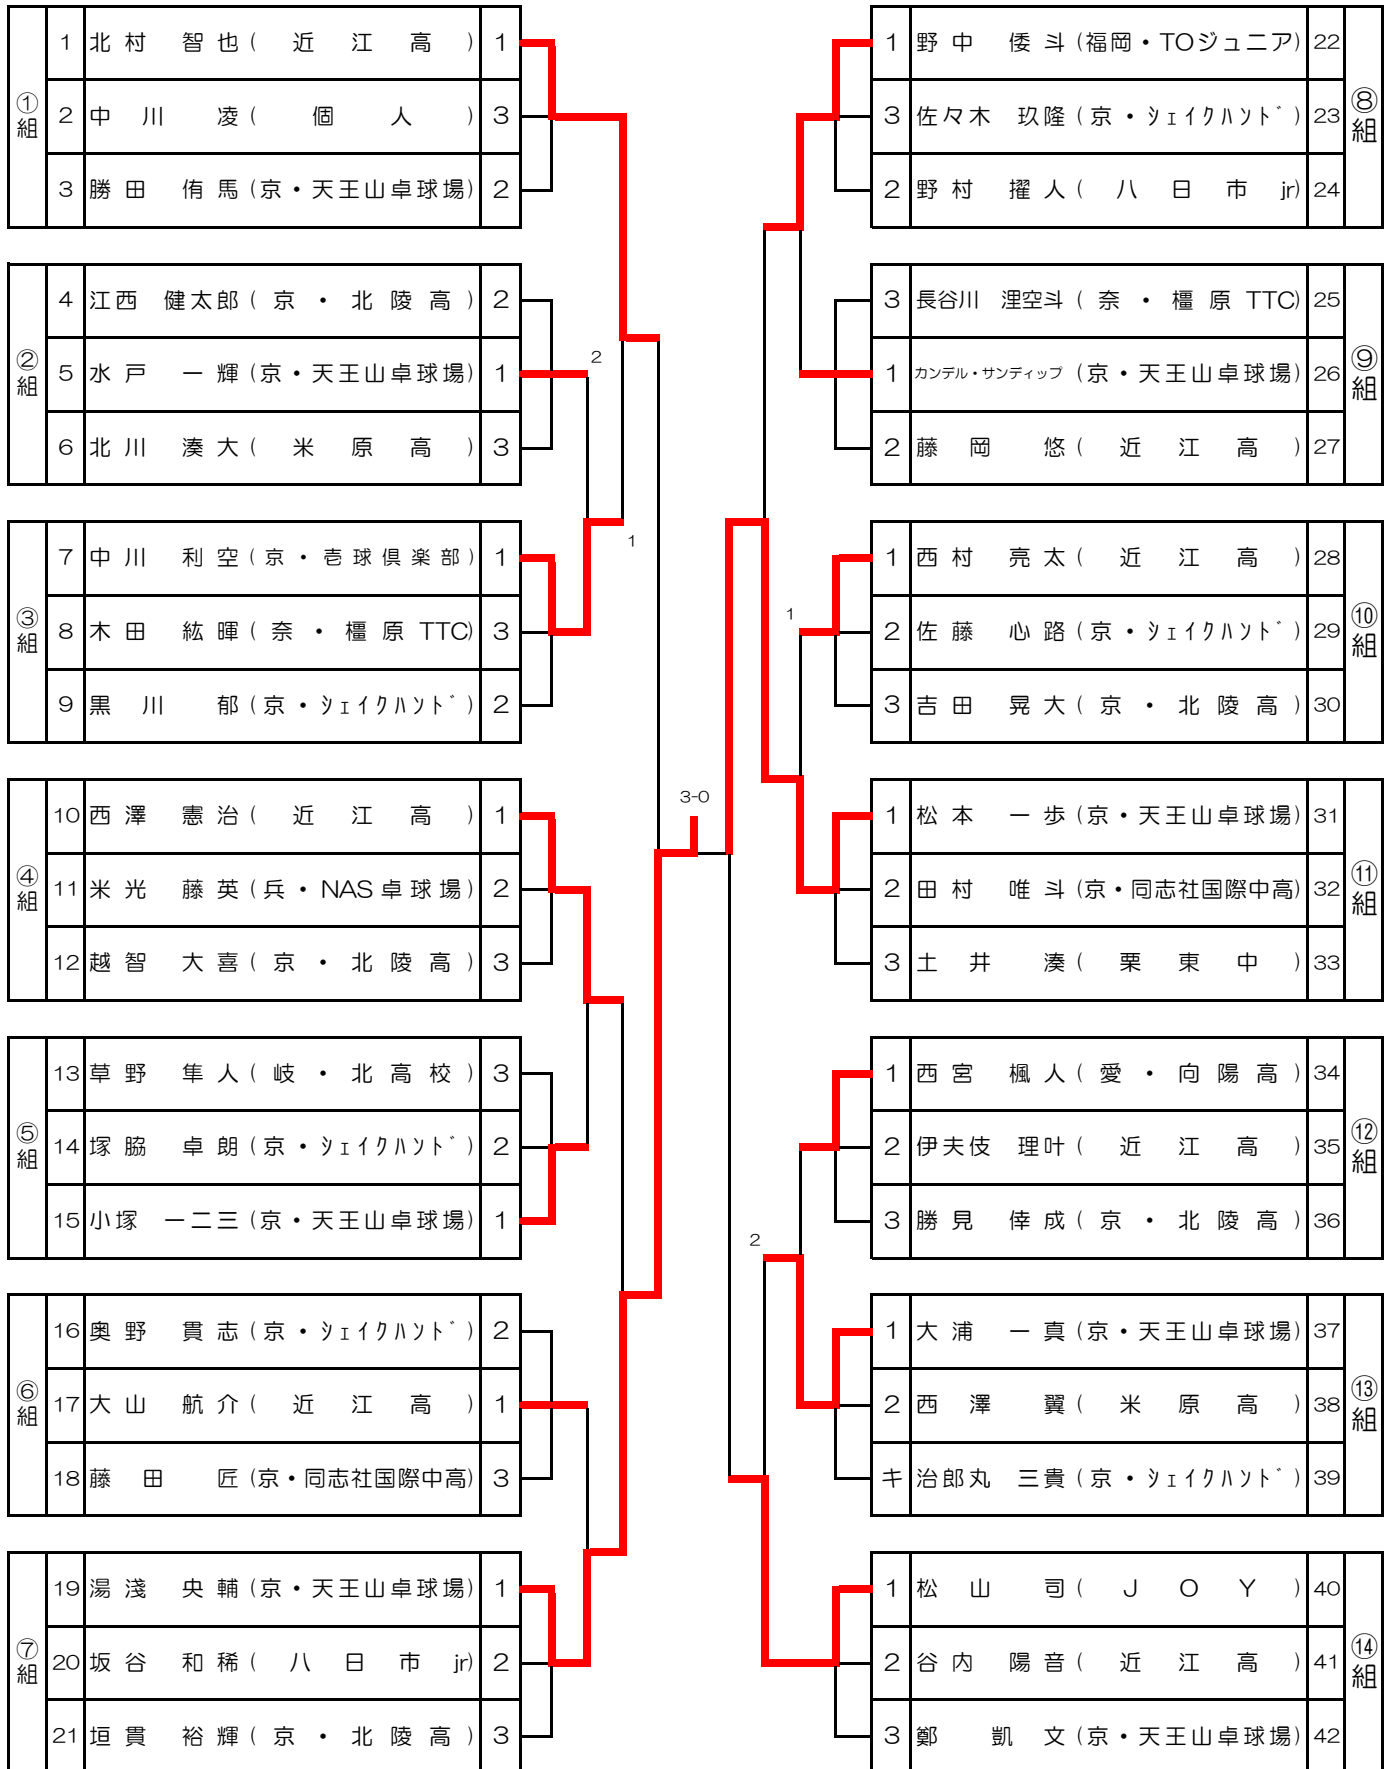 ①組
1 北村 智也 (近江高) 1
2 中川 凌 (個人) 3
3 勝田 侑馬 (京・天王山卓球場) 2
②組
4 江西 健太郎 (京・北陵高) 2
5 水戸 一輝 (京・天王山卓球場) 1
6 北川 湊大 (米原高) 3
③組
7 中川 利空 (京・壱球倶楽部) 1
8 木田 紘暉 (奈・橿原TTC) 3
9 黒川 郁 (京・ｼｪｲｸﾊﾝﾄﾞ) 2
④組
10 西澤 憲治 (近江高) 1
11 米光 藤英 (兵・NAS卓球場) 2
12 越智 大喜 (京・北陵高) 3
⑤組
13 草野 隼人 (岐・北高校) 3
14 塚脇 卓朗 (京・ｼｪｲｸﾊﾝﾄﾞ) 2
15 小塚 一二三 (京・天王山卓球場) 1
⑥組
16 奥野 貫志 (京・ｼｪｲｸﾊﾝﾄﾞ) 2
17 大山 航介 (近江高) 1
18 藤田 匠 (京・同志社国際中高) 3
⑦組
19 湯淺 央輔 (京・天王山卓球場) 1
20 坂谷 和稀 (八日市jr) 2
21 垣貫 裕輝 (京・北陵高) 3
2
1
3-0
1
2
⑧組
1 野中 倭斗 (福岡・TOジュニア) 22
3 佐々木 玖隆 (京・ｼｪｲｸﾊﾝﾄﾞ) 23
2 野村 擢人 (八日市jr) 24
⑨組
3 長谷川 浬空斗 (奈・橿原TTC) 25
1 カンデル・サンディップ (京・天王山卓球場) 26
2 藤岡 悠 (近江高) 27
⑩組
1 西村 亮太 (近江高) 28
2 佐藤 心路 (京・ｼｪｲｸﾊﾝﾄﾞ) 29
3 吉田 晃大 (京・北陵高) 30
⑪組
1 松本 一歩 (京・天王山卓球場) 31
2 田村 唯斗 (京・同志社国際中高) 32
3 土井 湊 (栗東中) 33
⑫組
1 西宮 楓人 (愛・向陽高) 34
2 伊夫伎 理叶 (近江高) 35
3 勝見 倖成 (京・北陵高) 36
⑬組
1 大浦 一真 (京・天王山卓球場) 37
2 西澤 翼 (米原高) 38
キ 治郎丸 三貴 (京・ｼｪｲｸﾊﾝﾄﾞ) 39
⑭組
1 松山 司 (JOY) 40
2 谷内 陽音 (近江高) 41
3 鄭 凱文 (京・天王山卓球場) 42